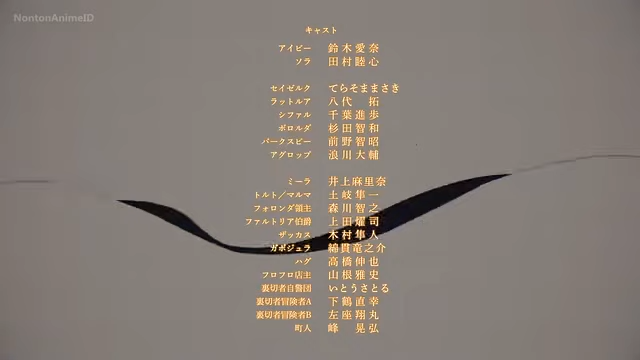 NontonAnimeID
キャスト
アイビー 鈴木愛奈
ソラ 田村睦心
セイゼルク てらそままさき
ラットルア 八代 拓
シファル 千葉進歩
ボロルダ 杉田智和
バークスビー 前野智昭
アグロップ 浪川大輔
ミーラ 井上麻里奈
トルト／マルマ 土岐隼一
フォロンダ領主 森川智之
ファルトリア伯爵 上田燿司
ザッカス 木村隼人
ガボジュラ 綿貫竜之介
ハグ 高橋伸也
フロフロ店主 山根雅史
裏切者自警団 いとうさとる
裏切者冒険者A 下鶴直幸
裏切者冒険者B 左座翔丸
町人 峰 晃弘